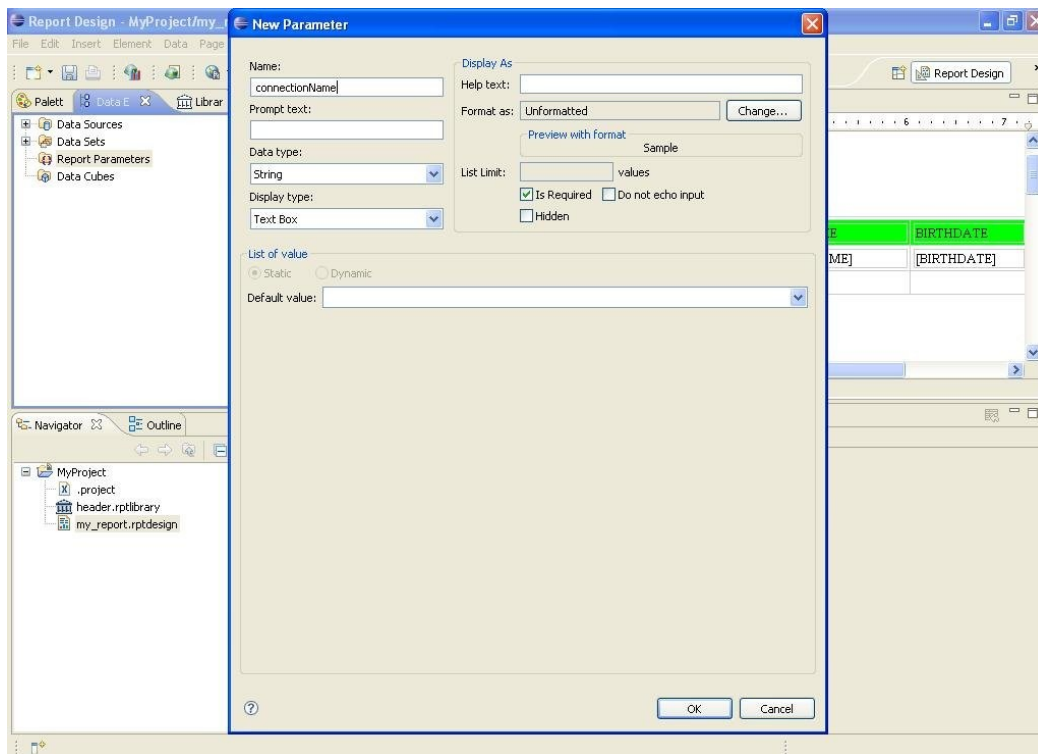 Report Design - MyProject/my_r
File Edit Insert Element Data Page
Palett Data E Librar
Data Sources
Data Sets
Report Parameters
Data Cubes
Navigator Outline
MyProject
.project
header.rptlibrary
my_report.rptdesign
New Parameter
Name:
connectionName
Prompt text:
Data type:
String
Display type:
Text Box
Display As
Help text:
Format as: Unformatted Change...
Preview with format
Sample
List Limit: values
Is Required Do not echo input
Hidden
List of value
Static Dynamic
Default value:
OK Cancel
Report Design
6 7
E BIRTHDATE
ME] [BIRTHDATE]